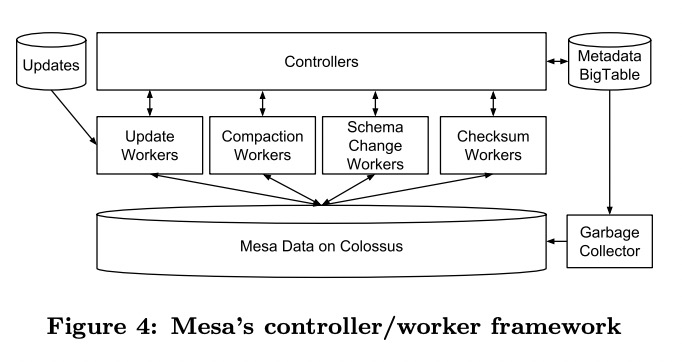 Updates
Controllers
Metadata
BigTable
Update
Workers
Compaction
Workers
Schema
Change
Workers
Checksum
Workers
Mesa Data on Colossus
Garbage
Collector
Figure 4: Mesa's controller/worker framework